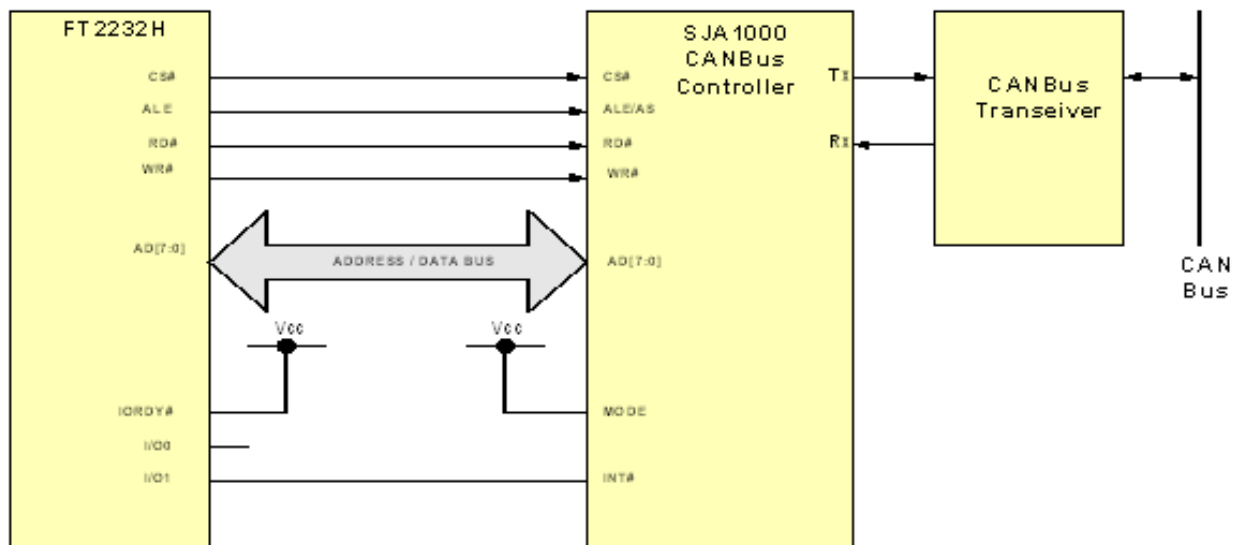 FT2232H
CS#
ALE
RD#
WR#
AD[7:0]
IORDY#
I/O0
I/O1
ADDRESS / DATA BUS
Vcc
Vcc
SJA1000
CANBus
Controller
CS#
ALE/AS
RD#
WR#
AD[7:0]
MODE
INT#
Tx
Rx
CANBus
Transeiver
CAN
Bus